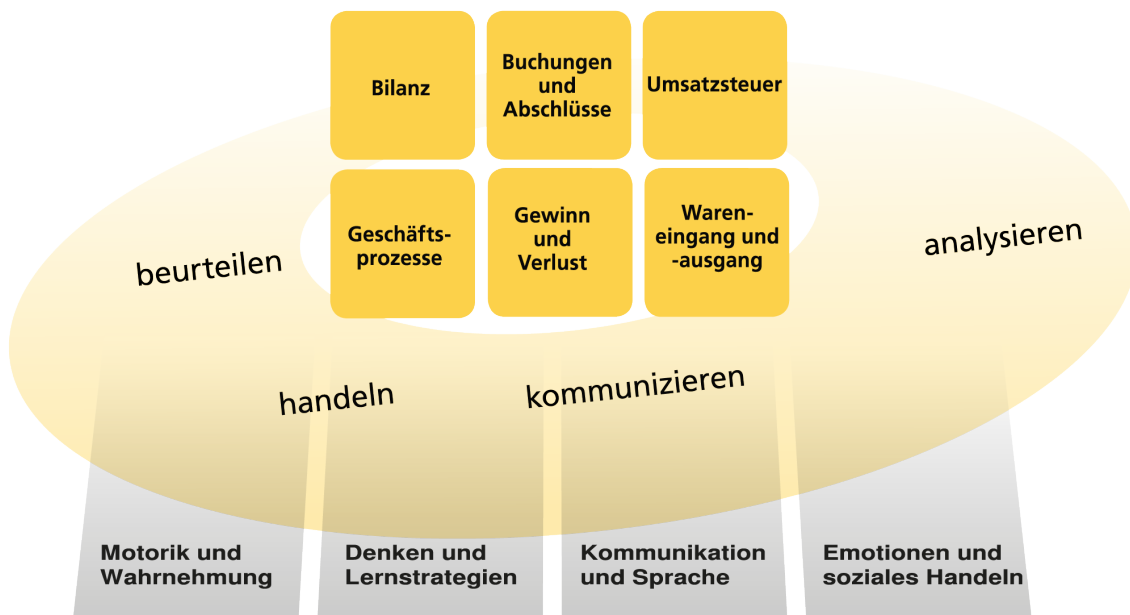 Bilanz
Buchungen
und
Abschlüsse
Umsatzsteuer
Geschäfts-
prozesse
Gewinn
und
Verlust
Waren-
eingang und
-ausgang
beurteilen
analysieren
handeln
kommunizieren
Motorik und
Wahrnehmung
Denken und
Lernstrategien
Kommunikation
und Sprache
Emotionen und
soziales Handeln